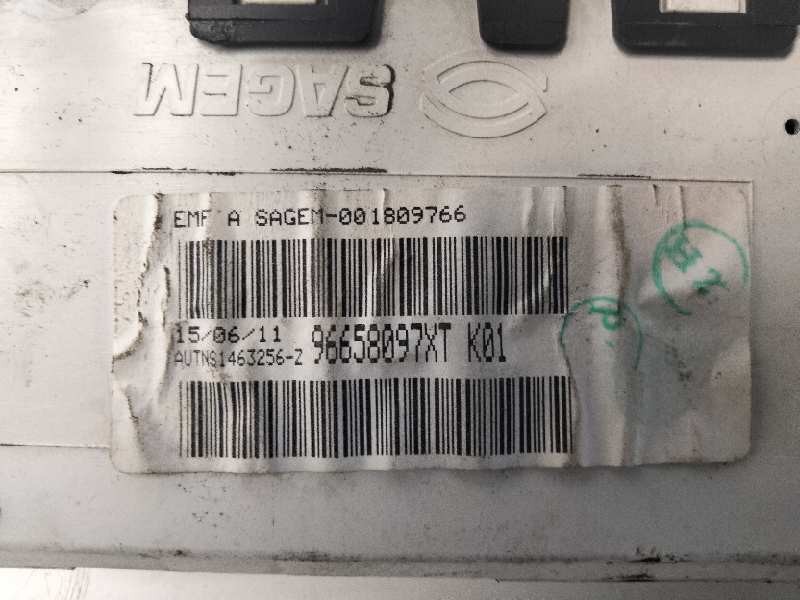 SAGEM
EMF A SAGEM-001809766
15/06/11 96658097XT K01
AUTNS1463256-Z